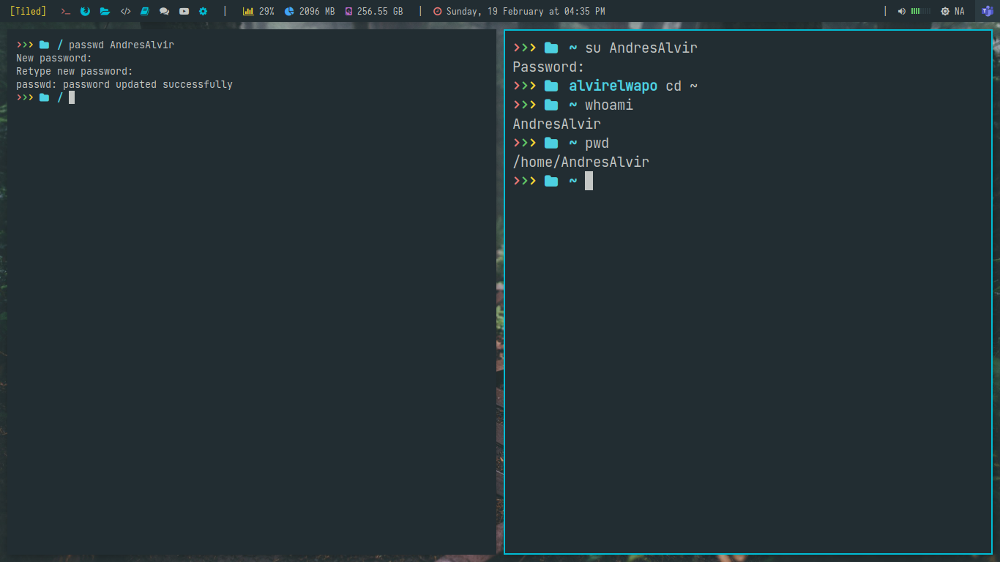 [Tiled] >_ </> | 29% 2096 MB 256.55 GB | Sunday, 19 February at 04:35 PM | NA
>>> / passwd AndresAlvir
New password:
Retype new password:
passwd: password updated successfully
>>> /
>>> ~ su AndresAlvir
Password:
>>> alvirelwapo cd ~
>>> ~ whoami
AndresAlvir
>>> ~ pwd
/home/AndresAlvir
>>> ~